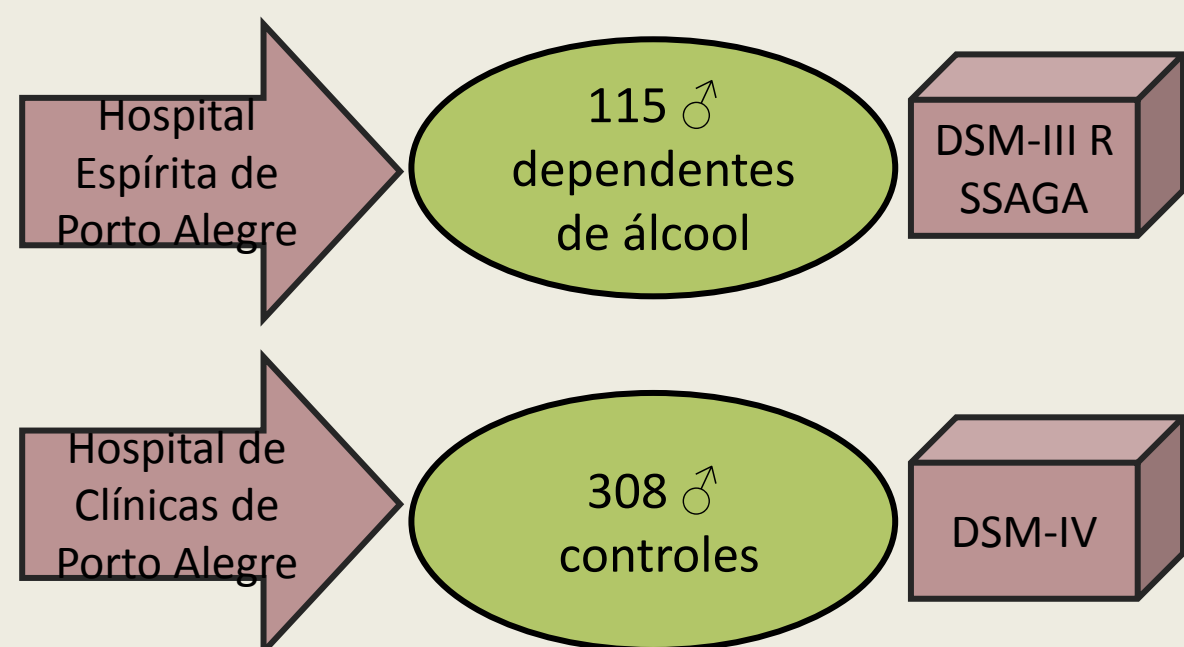 Hospital
Espírita de
Porto Alegre
115 ♂
dependentes
de álcool
DSM-III R
SSAGA
Hospital de
Clínicas de
Porto Alegre
308 ♂
controles
DSM-IV